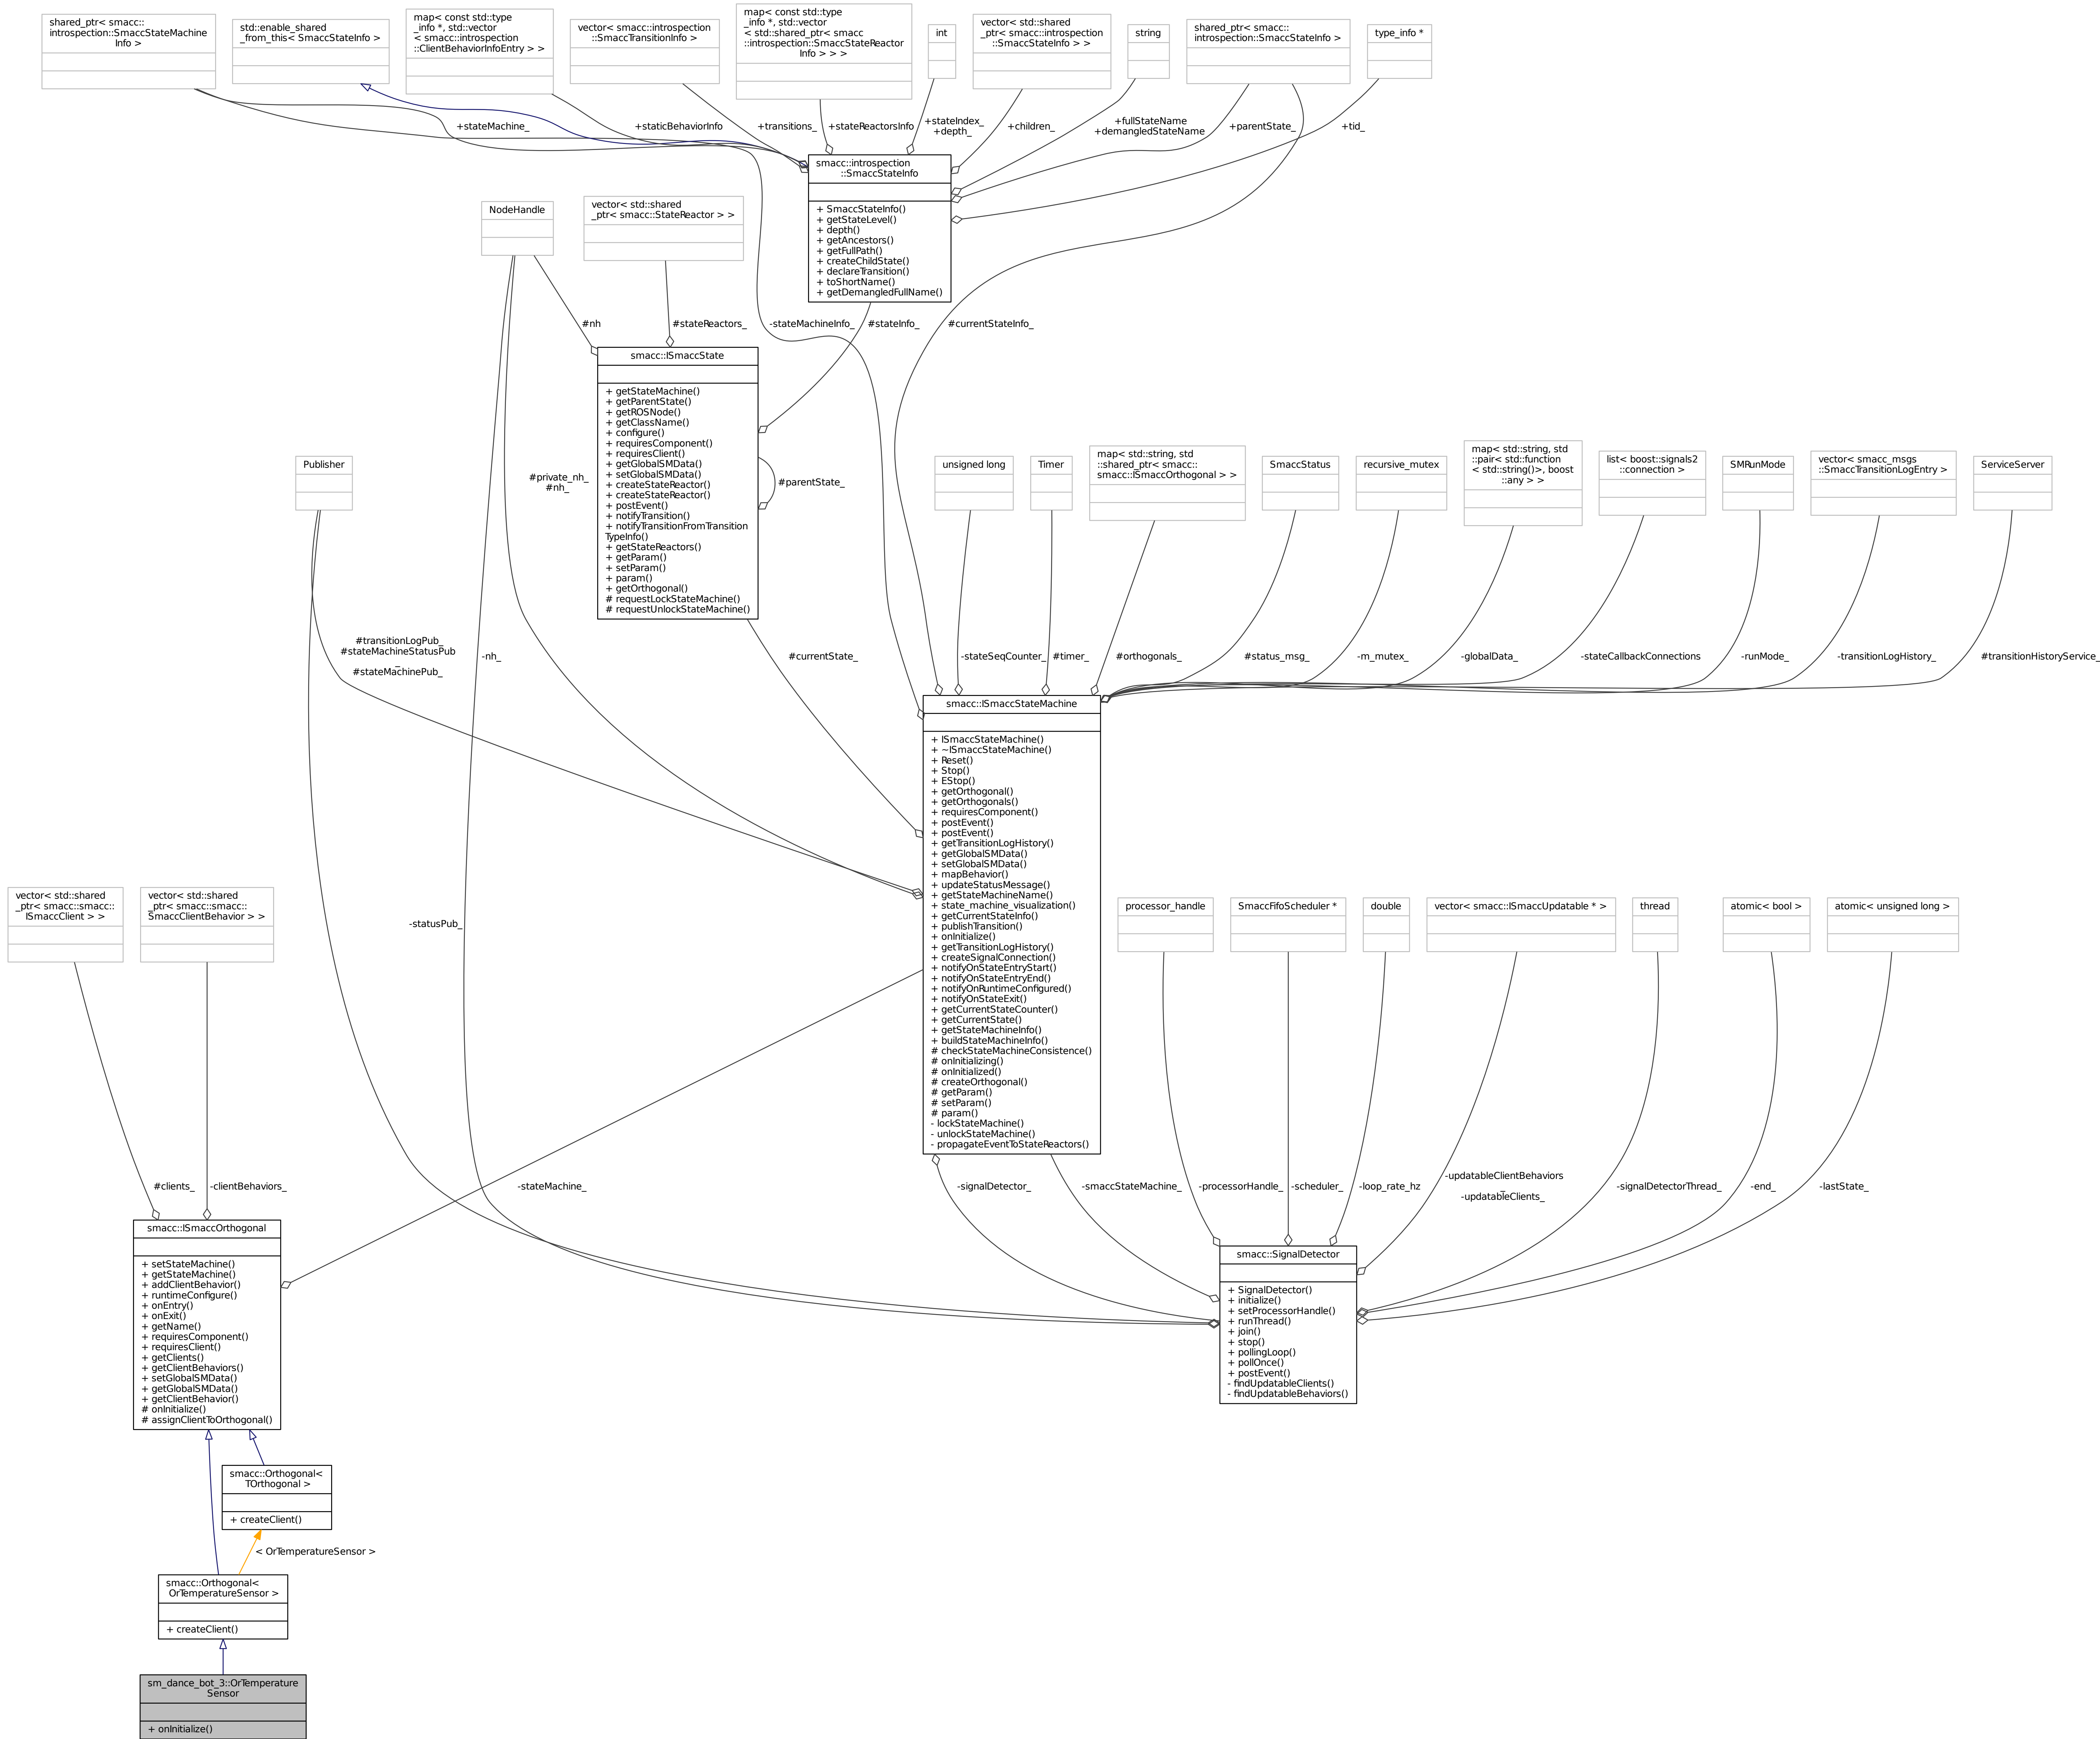 shared_ptr< smacc::
introspection::SmaccStateMachine
Info >
std::enable_shared
_from_this< SmaccStateInfo >
map< const std::type
_info *, std::vector
< smacc::introspection
::ClientBehaviorInfoEntry > >
vector< smacc::introspection
::SmaccTransitionInfo >
map< const std::type
_info *, std::vector
< std::shared_ptr< smacc
::introspection::SmaccStateReactor
Info > > >
int
vector< std::shared
_ptr< smacc::introspection
::SmaccStateInfo > >
string
shared_ptr< smacc::
introspection::SmaccStateInfo >
type_info *
+stateMachine_
+staticBehaviorInfo
+transitions_
+stateReactorsInfo
+stateIndex_
+depth_
+children_
+fullStateName
+demangledStateName
+parentState_
+tid_
smacc::introspection
::SmaccStateInfo
+ SmaccStateInfo()
+ getStateLevel()
+ depth()
+ getAncestors()
+ getFullPath()
+ createChildState()
+ declareTransition()
+ toShortName()
+ getDemangledFullName()
NodeHandle
vector< std::shared
_ptr< smacc::StateReactor > >
#nh
#stateReactors_
-stateMachineInfo_
#stateInfo_
#currentStateInfo_
smacc::ISmaccState
+ getStateMachine()
+ getParentState()
+ getROSNode()
+ getClassName()
+ configure()
+ requiresComponent()
+ requiresClient()
+ getGlobalSMData()
+ setGlobalSMData()
+ createStateReactor()
+ createStateReactor()
+ postEvent()
+ notifyTransition()
+ notifyTransitionFromTransition
TypeInfo()
+ getStateReactors()
+ getParam()
+ setParam()
+ param()
+ getOrthogonal()
# requestLockStateMachine()
# requestUnlockStateMachine()
#parentState_
Publisher
#private_nh_
#nh_
unsigned long
Timer
map< std::string, std
::shared_ptr< smacc::
smacc::ISmaccOrthogonal > >
SmaccStatus
recursive_mutex
map< std::string, std
::pair< std::function
< std::string()>, boost
::any > >
list< boost::signals2
::connection >
SMRunMode
vector< smacc_msgs
::SmaccTransitionLogEntry >
ServiceServer
#transitionLogPub_
#stateMachineStatusPub
_
#stateMachinePub_
-nh_
#currentState_
-stateSeqCounter_
#timer_
#orthogonals_
#status_msg_
-m_mutex_
-globalData_
-stateCallbackConnections
-runMode_
-transitionLogHistory_
#transitionHistoryService_
smacc::ISmaccStateMachine
+ ISmaccStateMachine()
+ ~ISmaccStateMachine()
+ Reset()
+ Stop()
+ EStop()
+ getOrthogonal()
+ getOrthogonals()
+ requiresComponent()
+ postEvent()
+ postEvent()
+ getTransitionLogHistory()
+ getGlobalSMData()
+ setGlobalSMData()
+ mapBehavior()
+ updateStatusMessage()
+ getStateMachineName()
+ state_machine_visualization()
+ getCurrentStateInfo()
+ publishTransition()
+ onInitialize()
+ getTransitionLogHistory()
+ createSignalConnection()
+ notifyOnStateEntryStart()
+ notifyOnStateEntryEnd()
+ notifyOnRuntimeConfigured()
+ notifyOnStateExit()
+ getCurrentStateCounter()
+ getCurrentState()
+ getStateMachineInfo()
+ buildStateMachineInfo()
# checkStateMachineConsistence()
# onInitializing()
# onInitialized()
# createOrthogonal()
# getParam()
# setParam()
# param()
- lockStateMachine()
- unlockStateMachine()
- propagateEventToStateReactors()
vector< std::shared
_ptr< smacc::smacc::
ISmaccClient > >
vector< std::shared
_ptr< smacc::smacc::
SmaccClientBehavior > >
-statusPub_
processor_handle
SmaccFifoScheduler *
double
vector< smacc::ISmaccUpdatable * >
thread
atomic< bool >
atomic< unsigned long >
#clients_
-clientBehaviors_
-stateMachine_
-signalDetector_
-smaccStateMachine_
-processorHandle_
-scheduler_
-loop_rate_hz
-updatableClientBehaviors
_
-updatableClients_
-signalDetectorThread_
-end_
-lastState_
smacc::ISmaccOrthogonal
+ setStateMachine()
+ getStateMachine()
+ addClientBehavior()
+ runtimeConfigure()
+ onEntry()
+ onExit()
+ getName()
+ requiresComponent()
+ requiresClient()
+ getClients()
+ getClientBehaviors()
+ setGlobalSMData()
+ getGlobalSMData()
+ getClientBehavior()
# onInitialize()
# assignClientToOrthogonal()
smacc::SignalDetector
+ SignalDetector()
+ initialize()
+ setProcessorHandle()
+ runThread()
+ join()
+ stop()
+ pollingLoop()
+ pollOnce()
+ postEvent()
- findUpdatableClients()
- findUpdatableBehaviors()
smacc::Orthogonal<
TOrthogonal >
+ createClient()
< OrTemperatureSensor >
smacc::Orthogonal<
OrTemperatureSensor >
+ createClient()
sm_dance_bot_3::OrTemperature
Sensor
+ onInitialize()